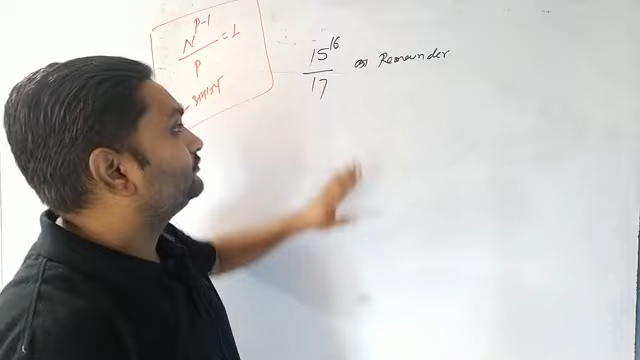 N^{P-1}/P = 1
15^{16}/17 का Remainder